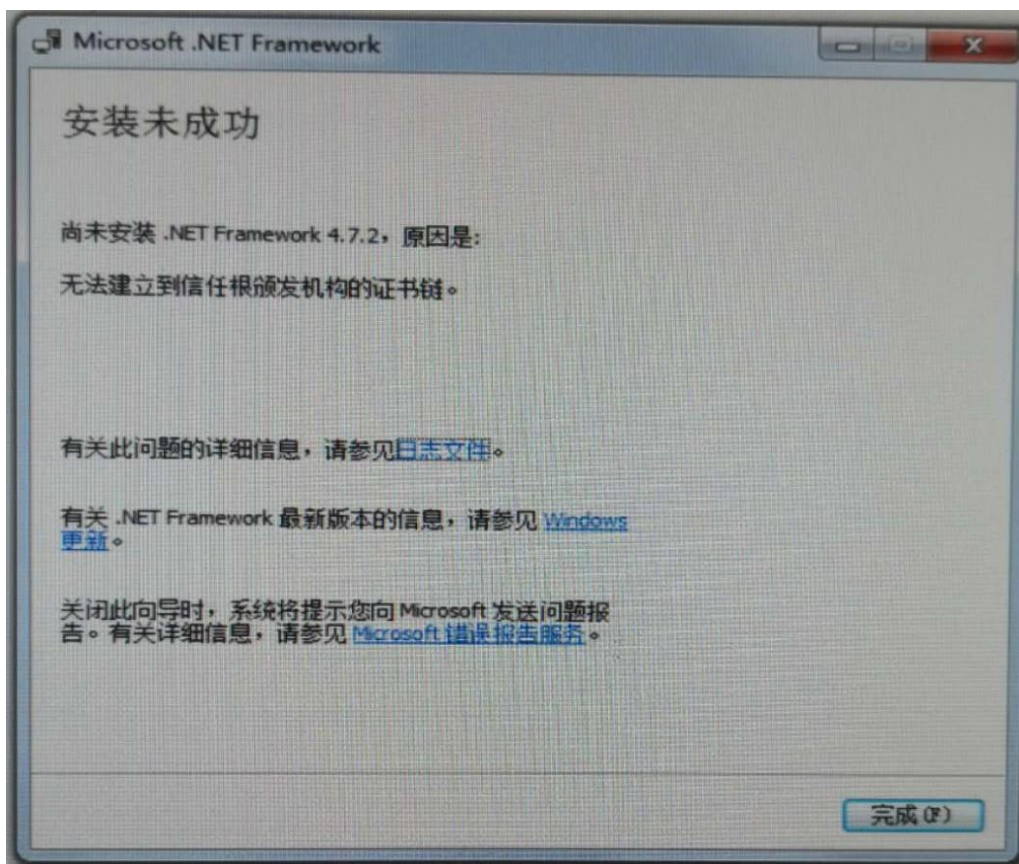 Microsoft .NET Framework
安装未成功
尚未安装 .NET Framework 4.7.2，原因是:
无法建立到信任根颁发机构的证书链。
有关此问题的详细信息，请参见日志文件。
有关 .NET Framework 最新版本的信息，请参见 Windows
更新。
关闭此向导时，系统将提示您向 Microsoft 发送问题报
告。有关详细信息，请参见 Microsoft 错误报告服务。
完成(F)